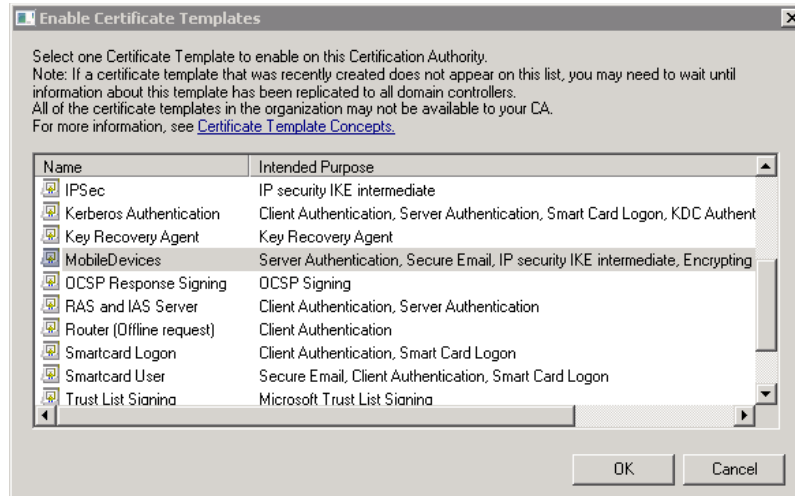 Enable Certificate Templates
Select one Certificate Template to enable on this Certification Authority.
Note: If a certificate template that was recently created does not appear on this list, you may need to wait until
information about this template has been replicated to all domain controllers.
All of the certificate templates in the organization may not be available to your CA.
For more information, see Certificate Template Concepts.
Name Intended Purpose
IPSec IP security IKE intermediate
Kerberos Authentication Client Authentication, Server Authentication, Smart Card Logon, KDC Authent
Key Recovery Agent Key Recovery Agent
MobileDevices Server Authentication, Secure Email, IP security IKE intermediate, Encrypting
OCSP Response Signing OCSP Signing
RAS and IAS Server Client Authentication, Server Authentication
Router (Offline request) Client Authentication
Smartcard Logon Client Authentication, Smart Card Logon
Smartcard User Secure Email, Client Authentication, Smart Card Logon
Trust List Signing Microsoft Trust List Signing
OK Cancel